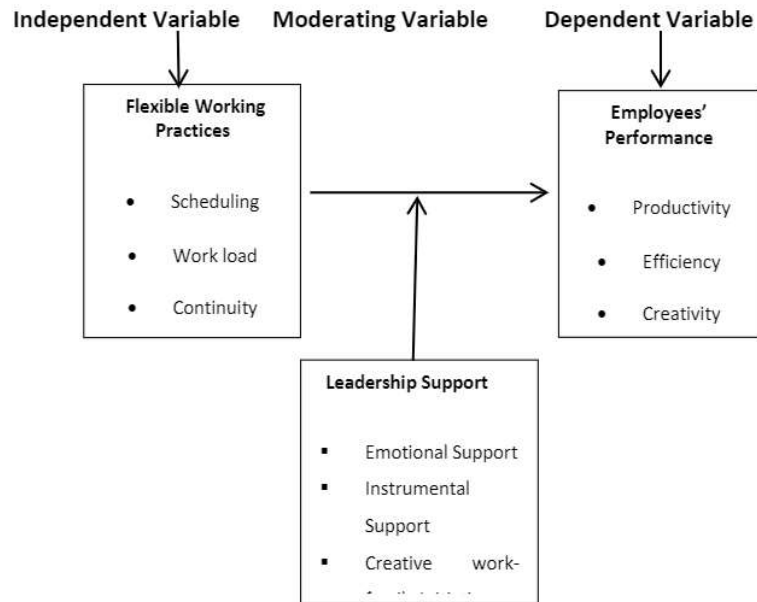 Independent Variable Moderating Variable Dependent Variable
Flexible Working
Practices
• Scheduling
• Work load
• Continuity
Employees’
Performance
• Productivity
• Efficiency
• Creativity
Leadership Support
▪ Emotional Support
▪ Instrumental
Support
▪ Creative work-